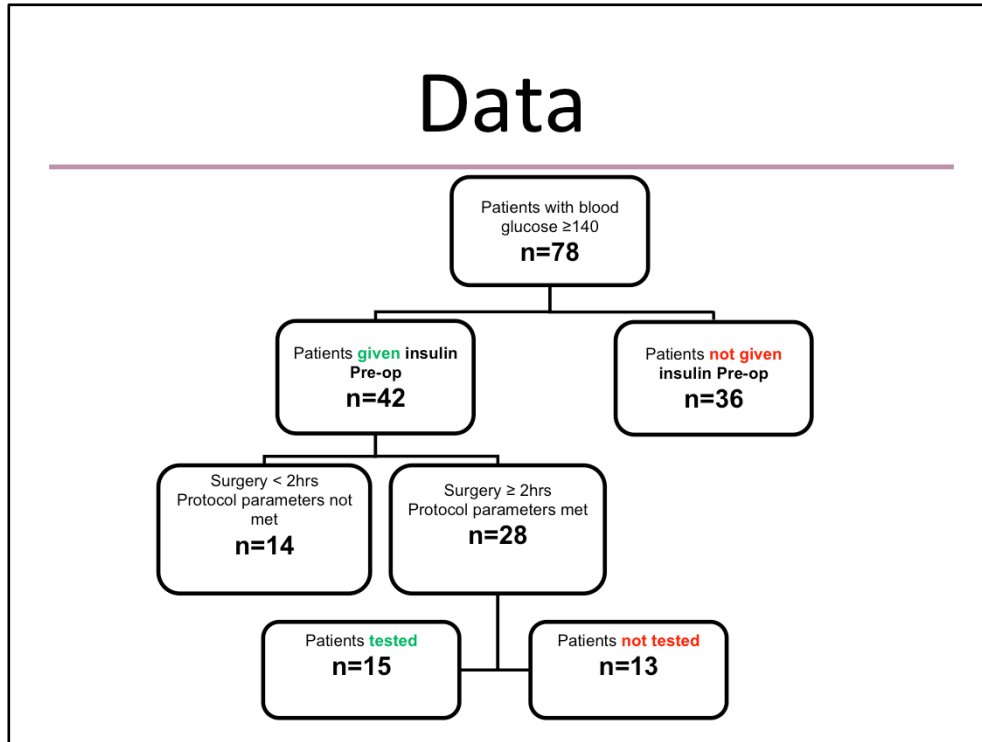 Data
Patients with blood
glucose ≥140
n=78
Patients given insulin
Pre-op
n=42
Patients not given
insulin Pre-op
n=36
Surgery < 2hrs
Protocol parameters not
met
n=14
Surgery ≥ 2hrs
Protocol parameters met
n=28
Patients tested
n=15
Patients not tested
n=13